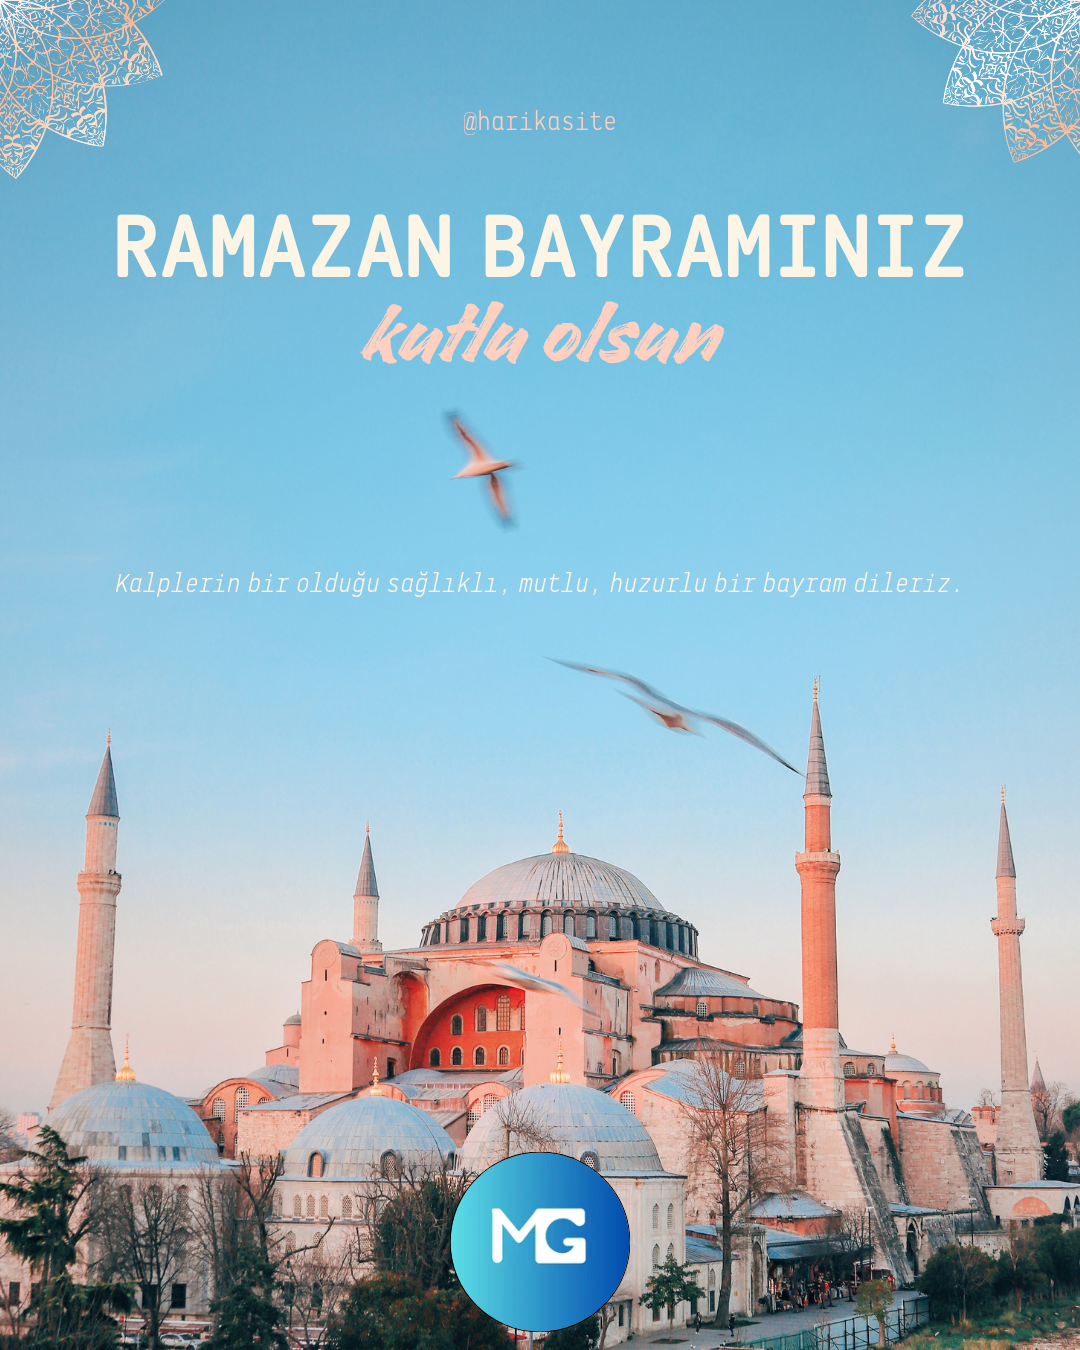 @harikasite
RAMAZAN BAYRAMINIZ
kutlu olsun
Kalplerin bir olduğu sağlıklı, mutlu, huzurlu bir bayram dileriz.
MG